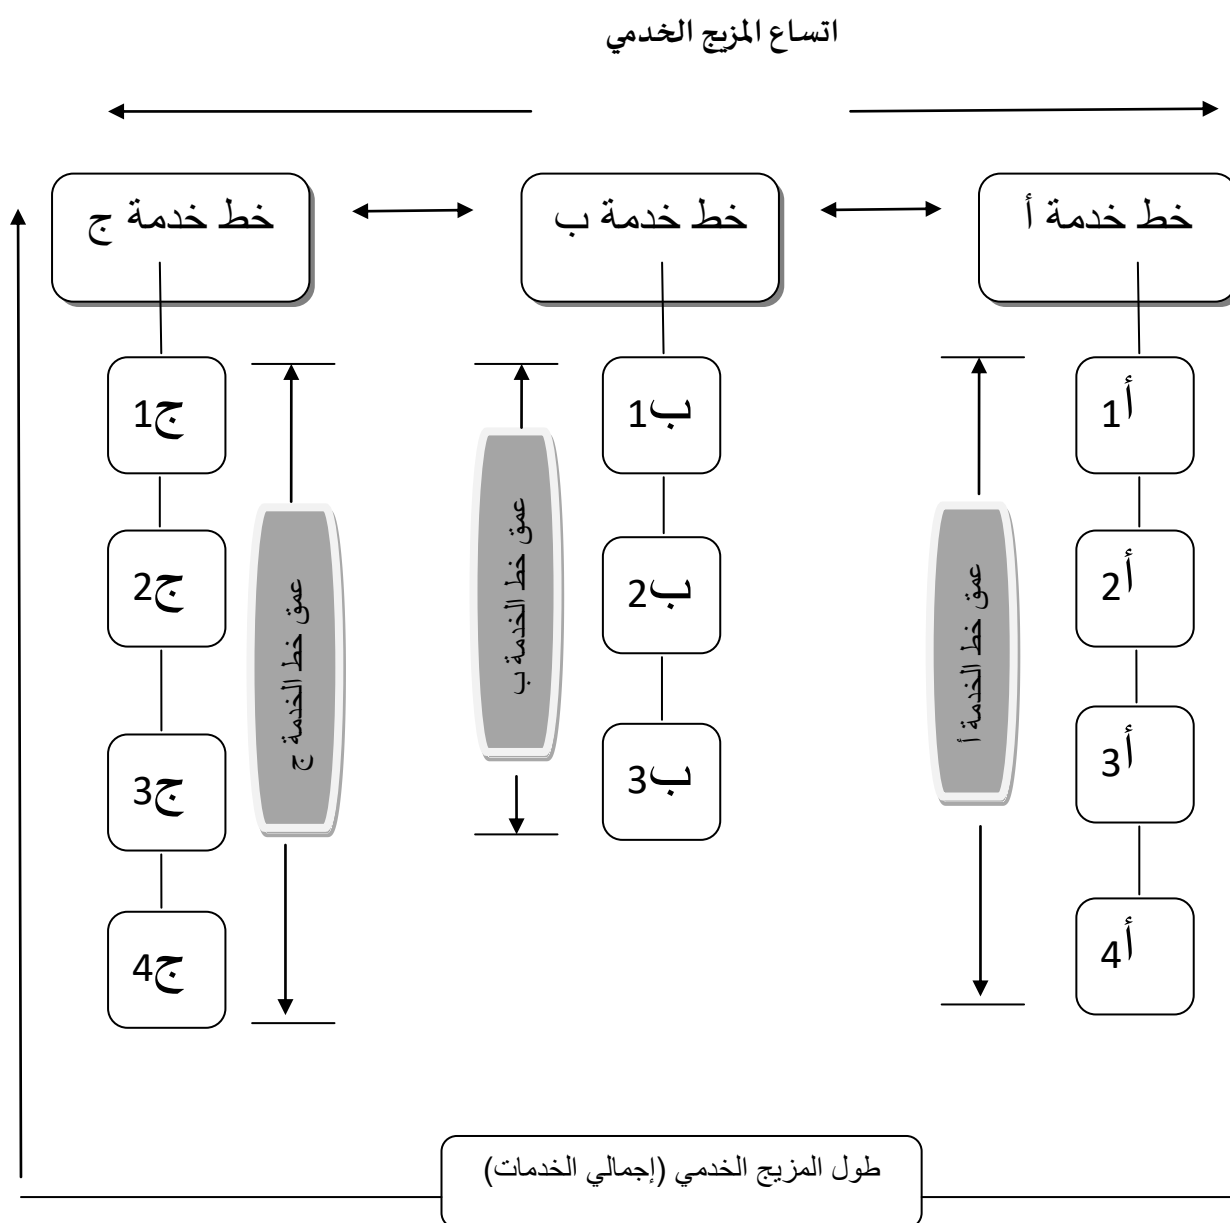 اتساع المزيج الخدمي
خط خدمة أ
خط خدمة ب
خط خدمة ج
أ1
ب1
ج1
أ2
ب2
ج2
أ3
ب3
ج3
أ4
ج4
عمق خط الخدمة أ
عمق خط الخدمة ب
عمق خط الخدمة ج
طول المزيج الخدمي (إجمالي الخدمات)